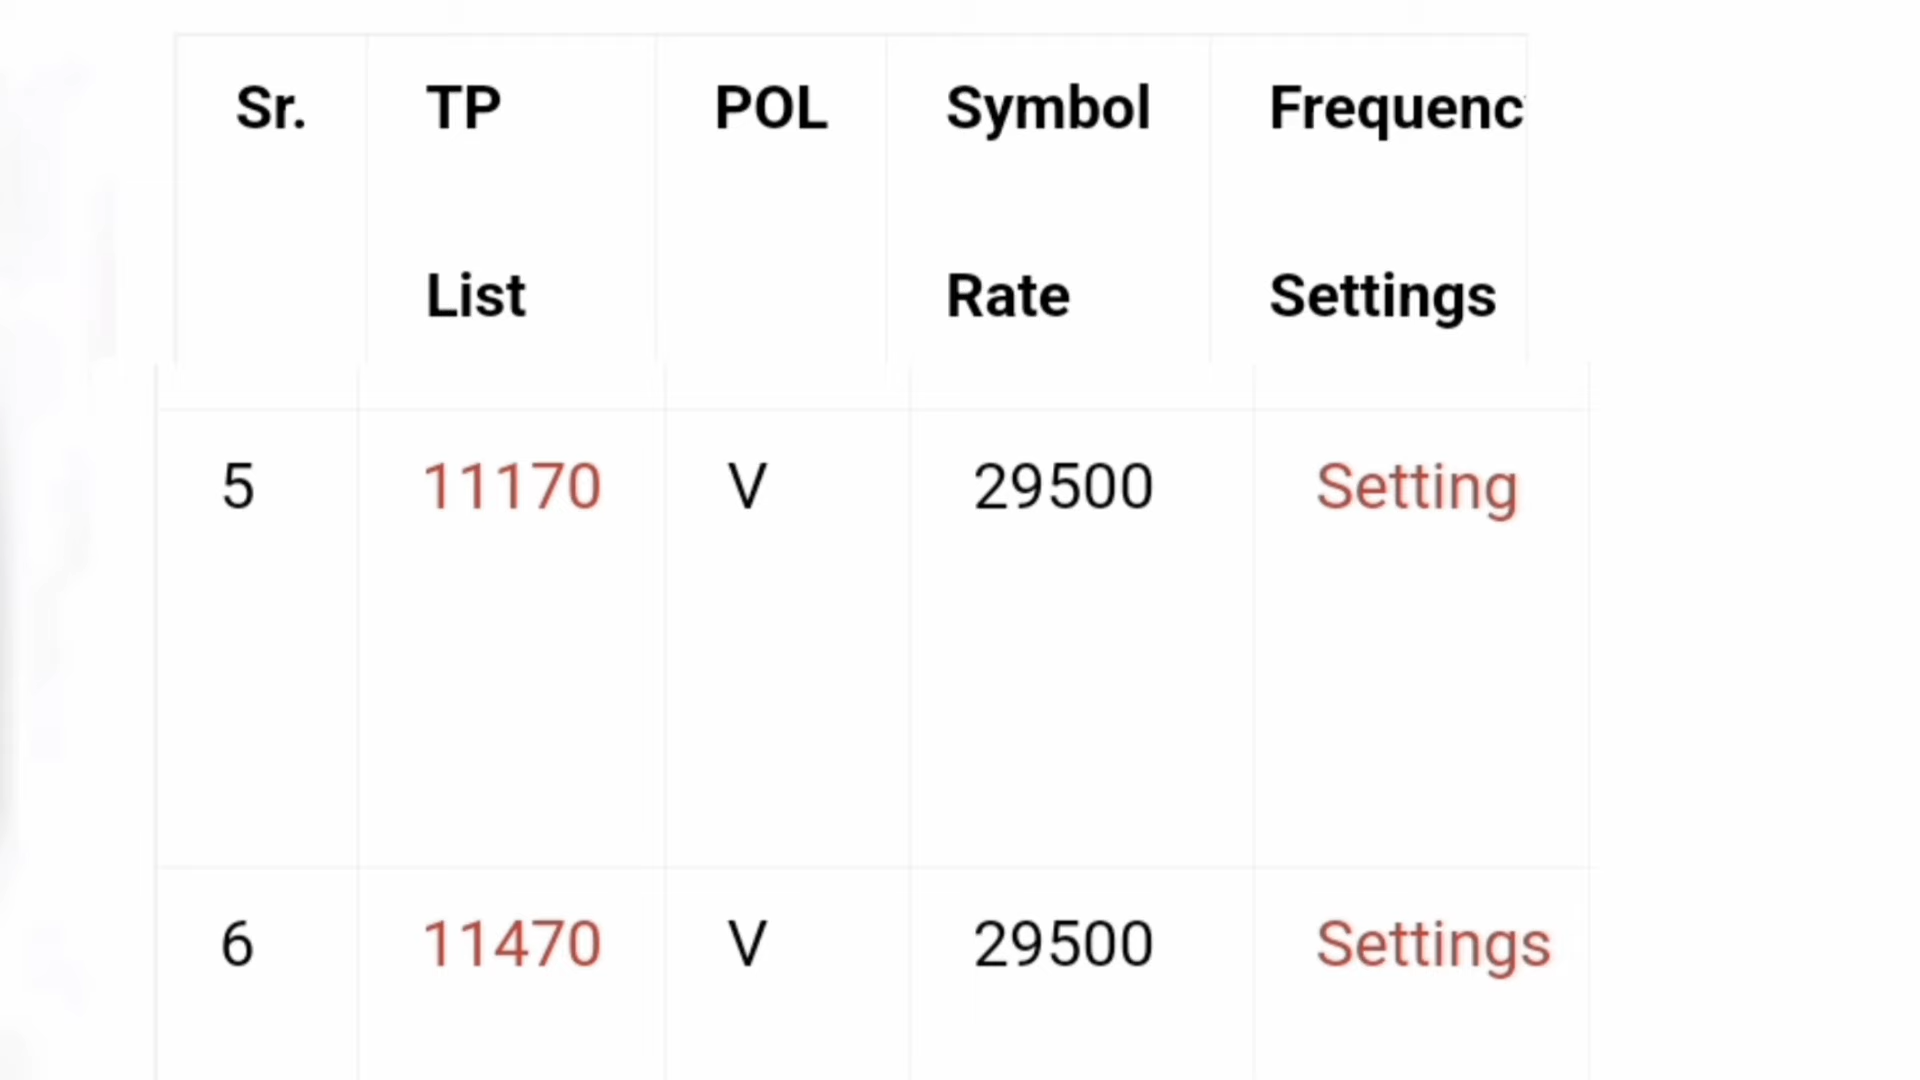 Sr. TP POL Symbol Frequenc
List Rate Settings
5 11170 V 29500 Setting
6 11470 V 29500 Settings